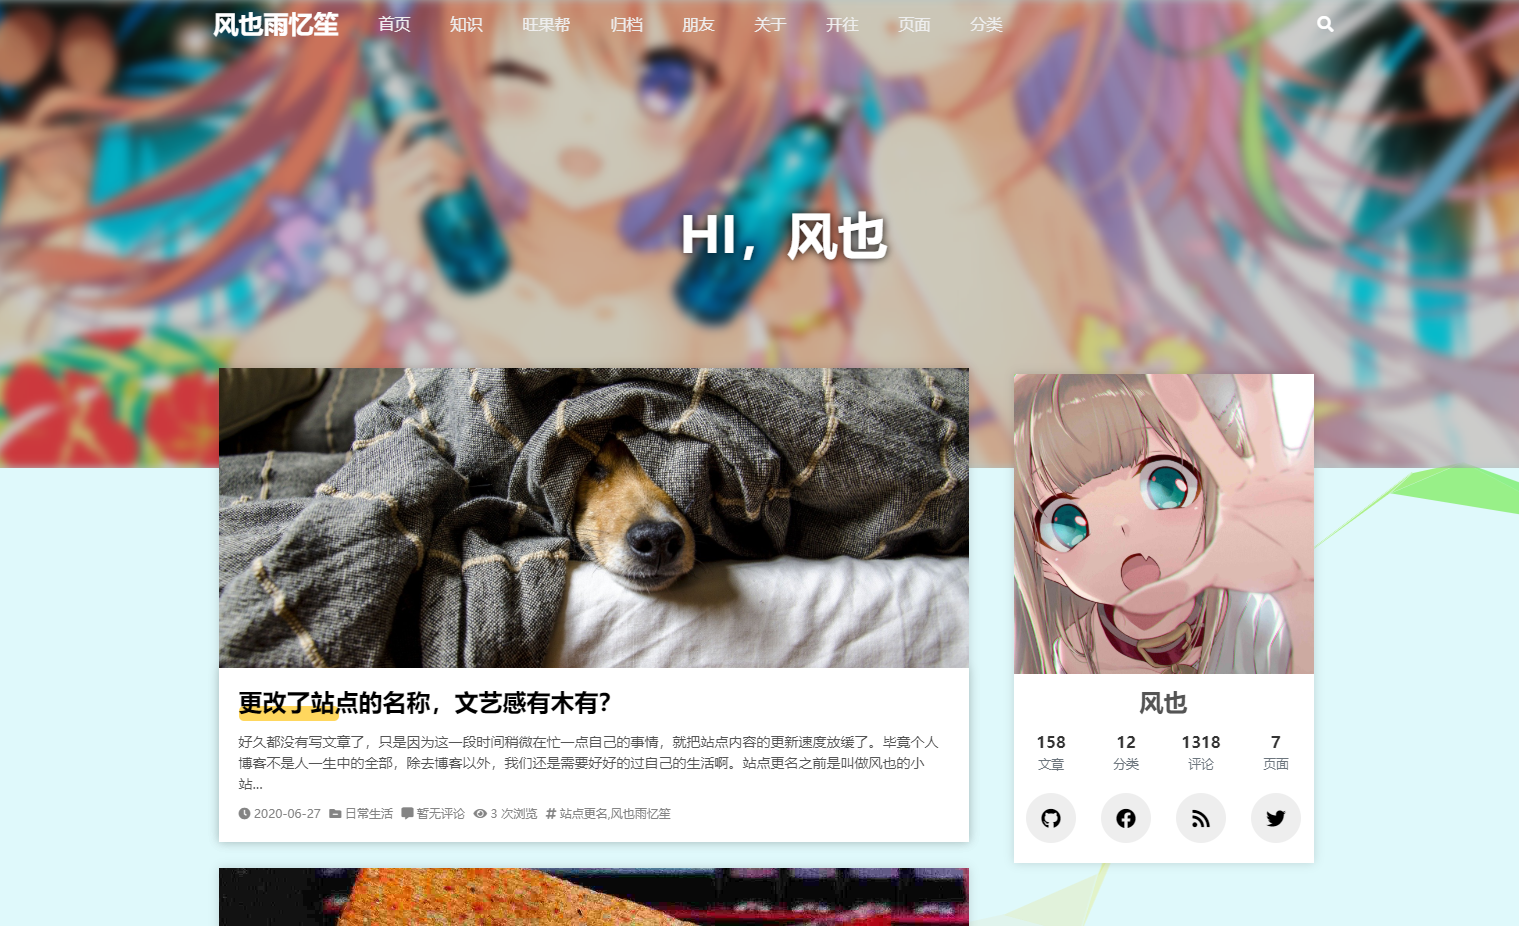 风也雨忆笙 首页 知识 旺果帮 归档 朋友 关于 开往 页面 分类
HI，风也
更改了站点的名称，文艺感有木有？
好久都没有写文章了，只是因为这一段时间稍微在忙一点自己的事情，就把站点内容的更新速度放缓了。毕竟个人
博客不是人一生中的全部，除去博客以外，我们还是需要好好的过自己的生活啊。站点更名之前是叫做风也的小
站...
2020-06-27 日常生活 暂无评论 3 次浏览 # 站点更名,风也雨忆笙
风也
158 12 1318 7
文章 分类 评论 页面